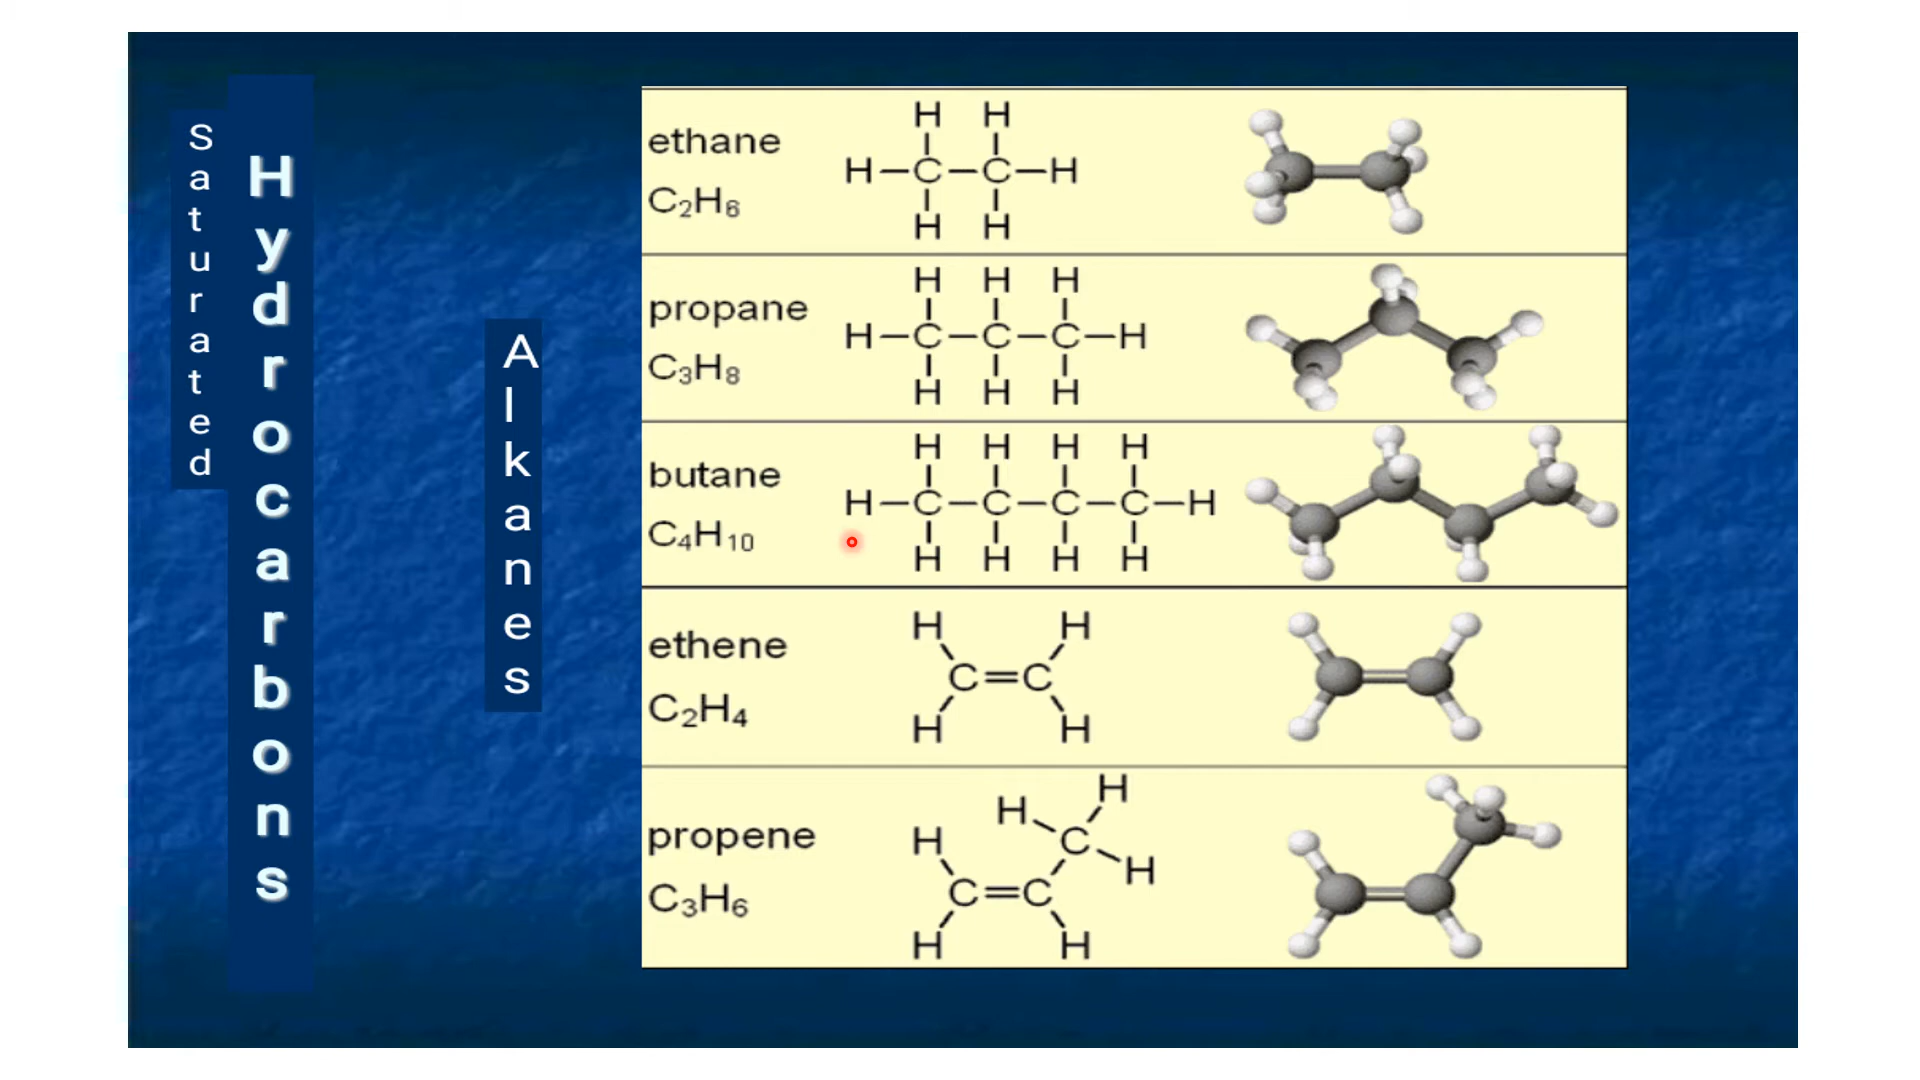 Saturated
Hydrocarbons
Alkanes
ethane
C₂H₆
H H
H–C–C–H
H H
propane
C₃H₈
H H H
H–C–C–C–H
H H H
butane
C₄H₁₀
H H H H
H–C–C–C–C–H
H H H H
ethene
C₂H₄
H H
C=C
H H
propene
C₃H₆
H
H
H C
H
C=C
H H